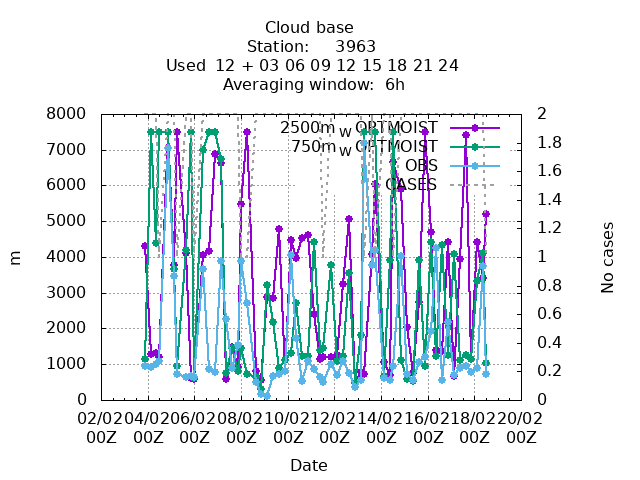 Cloud base
Station: 3963
Used 12 + 03 06 09 12 15 18 21 24
Averaging window: 6h
2500m_W OPTMOIST
750m_W OPTMOIST
OBS
CASES
8000
7000
6000
5000
4000
3000
2000
1000
0
m
2
1.8
1.6
1.4
1.2
1
0.8
0.6
0.4
0.2
0
No cases
02/02 04/02 06/02 08/02 10/02 12/02 14/02 16/02 18/02 20/02
00Z 00Z 00Z 00Z 00Z 00Z 00Z 00Z 00Z 00Z
Date